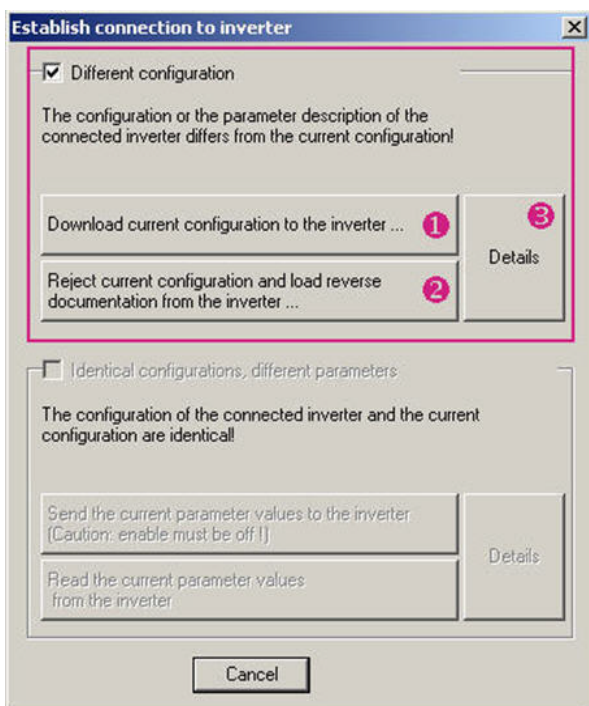 Establish connection to inverter
Different configuration
The configuration or the parameter description of the
connected inverter differs from the current configuration!
Download current configuration to the inverter ... ❶
Reject current configuration and load reverse
documentation from the inverter ... ❷
❸
Details
Identical configurations, different parameters
The configuration of the connected inverter and the current
configuration are identical!
Send the current parameter values to the inverter
(Caution: enable must be off !)
Read the current parameter values
from the inverter
Details
Cancel